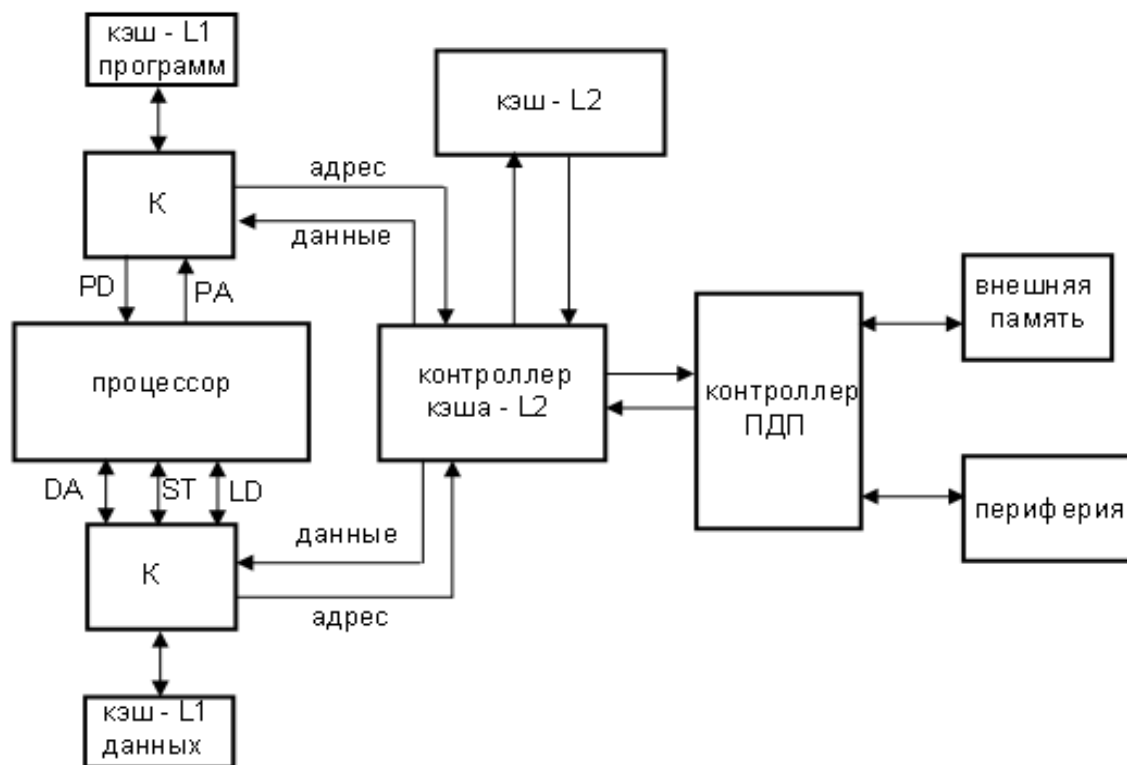 кэш - L1
программ
кэш - L2
К
адрес
данные
PD
PA
внешняя
память
процессор
контроллер
кэша - L2
контроллер
ПДП
DA
ST
LD
данные
периферия
К
адрес
кэш - L1
данных